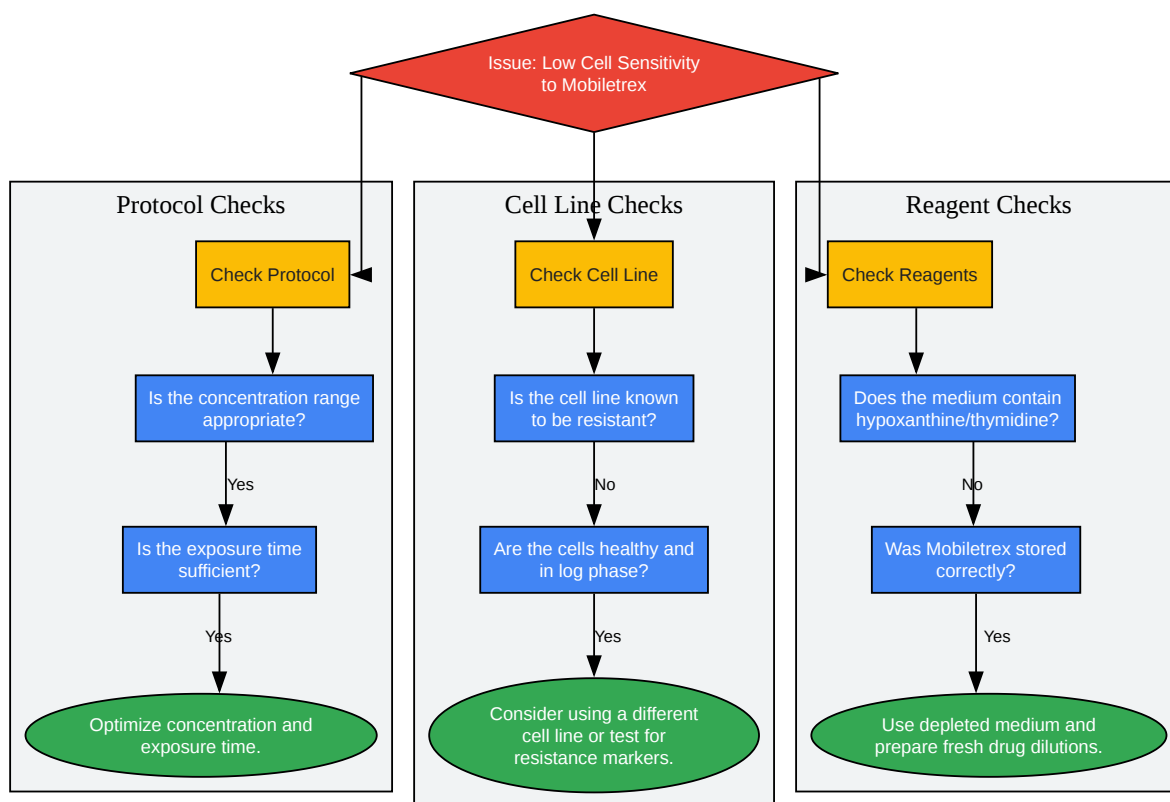 Issue: Low Cell Sensitivity
to Mobiletrex
Protocol Checks
Check Protocol
Is the concentration range
appropriate?
Yes
Is the exposure time
sufficient?
Yes
Optimize concentration and
exposure time.
Cell Line Checks
Check Cell Line
Is the cell line known
to be resistant?
No
Are the cells healthy and
in log phase?
Yes
Consider using a different
cell line or test for
resistance markers.
Reagent Checks
Check Reagents
Does the medium contain
hypoxanthine/thymidine?
No
Was Mobiletrex stored
correctly?
Yes
Use depleted medium and
prepare fresh drug dilutions.